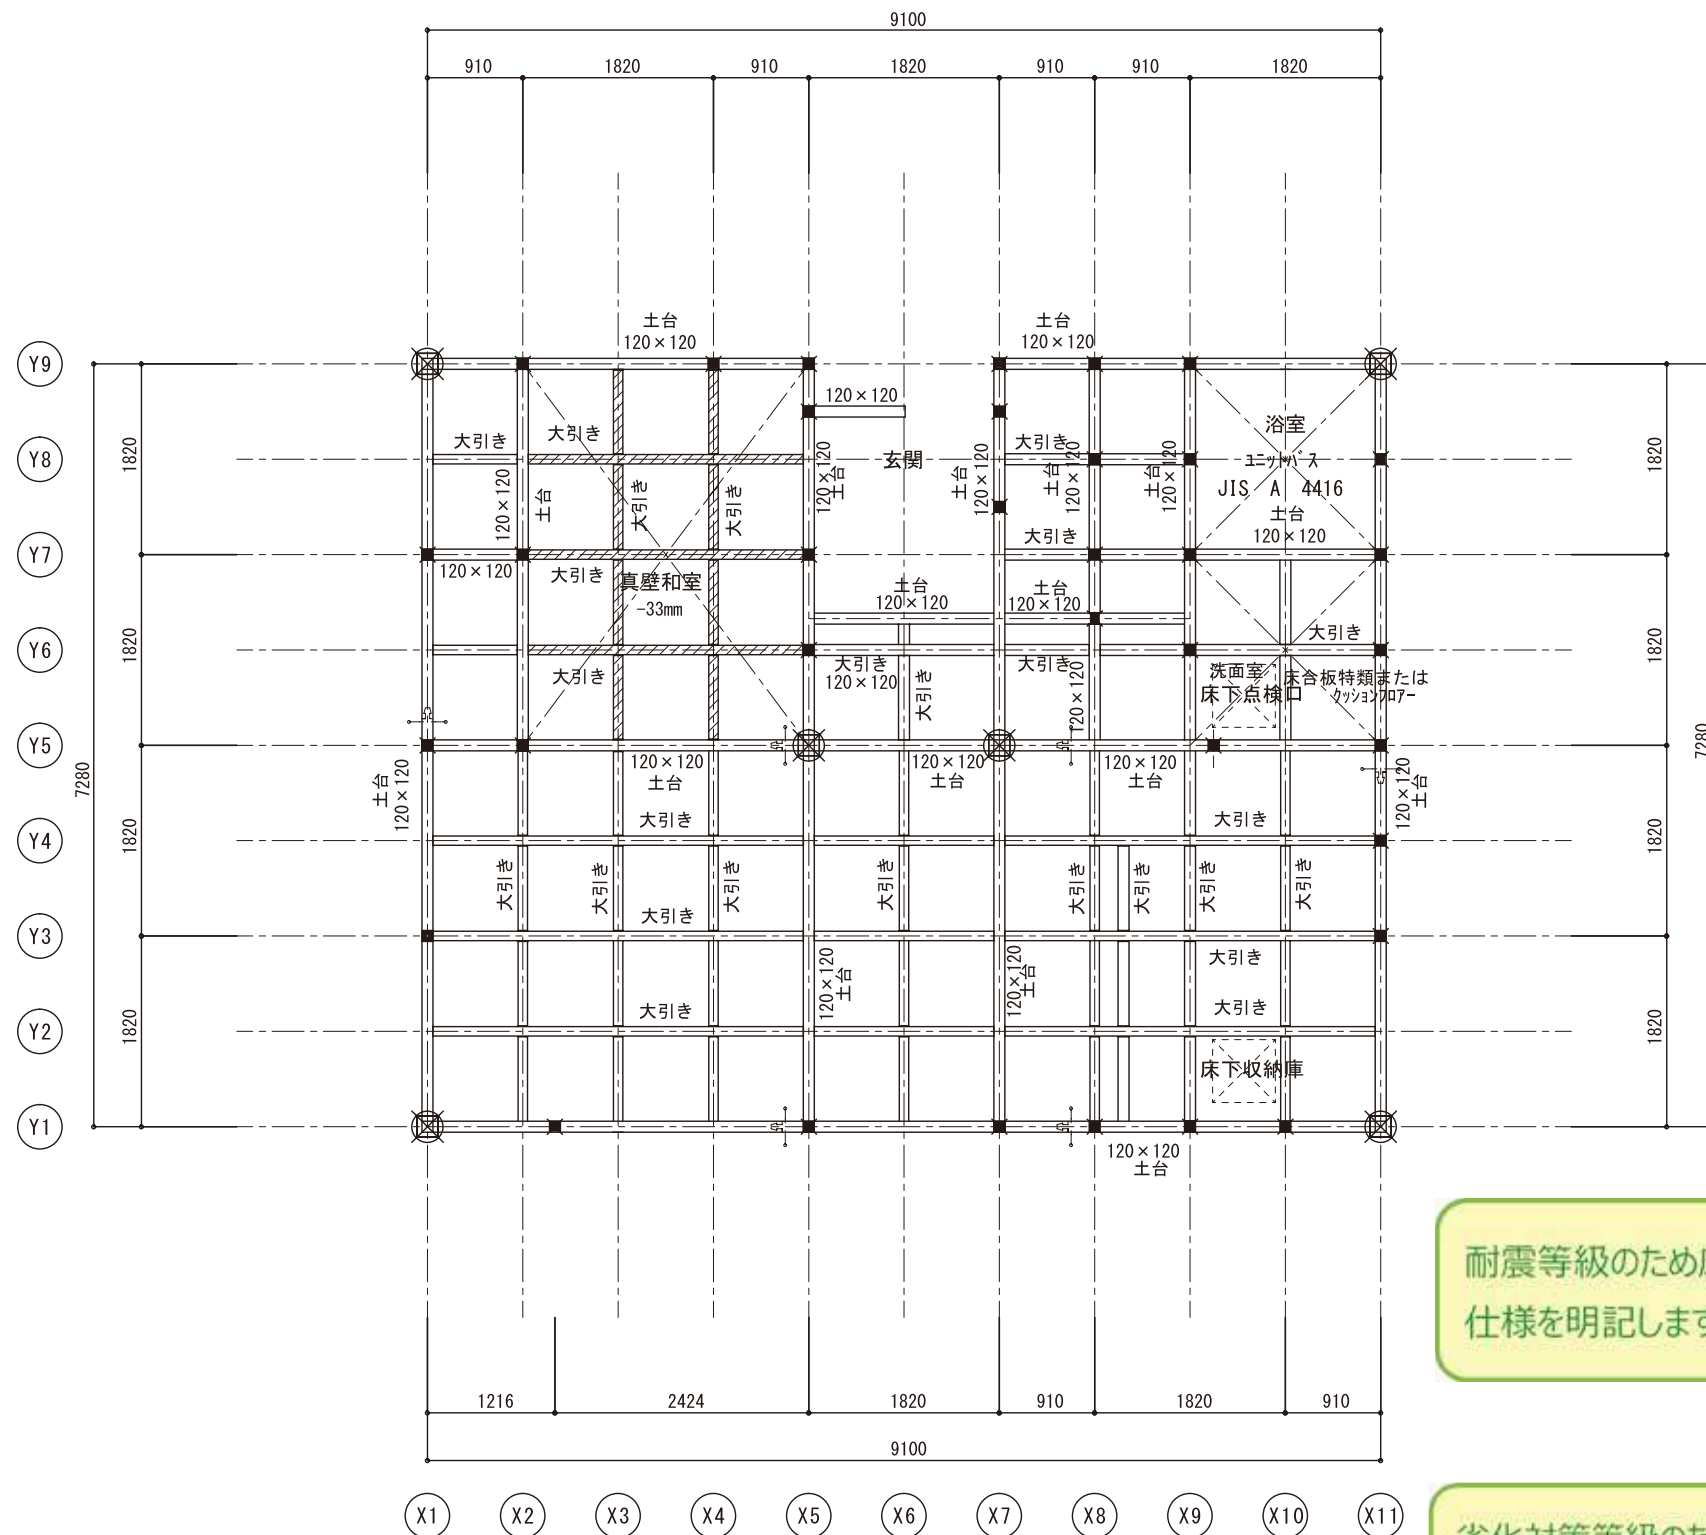 9100
910 1820 910 1820 910 910 1820
土台
120×120
土台
120×120
Y9
120×120
浴室
大引き
大引き
大引き
Y8
玄関
ユニットバス
1820
1820
120×120
土台
大引き
大引き
120×120
土台
土台
120×120
土台
120×120
土台
120×120
JIS A 4416
土台
120×120
大引き
Y7
120×120
大引き
真壁和室
-33mm
土台
120×120
土台
120×120
1820
1820
大引き
Y6
大引き
大引き
120×120
大引き
大引き
120×120
洗面室
床下点検口
床合板特類または
クッションフロアー
Y5
7280
7280
土台
120×120
120×120
土台
120×120
土台
120×120
土台
120×120
土台
大引き
大引き
Y4
1820
1820
大引き
大引き
大引き
大引き
大引き
大引き
大引き
大引き
大引き
Y3
大引き
120×120
土台
120×120
土台
大引き
大引き
Y2
1820
1820
床下収納庫
Y1
120×120
土台
耐震等級のため
仕様を明記します
1216 2424 1820 910 1820 910
9100
X1 X2 X3 X4 X5 X6 X7 X8 X9 X10 X11